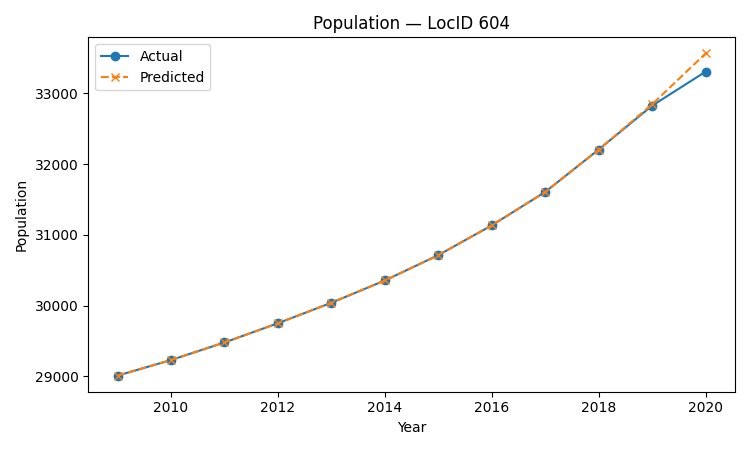 Population — LocID 604
Actual
Predicted
Population
33000
32000
31000
30000
29000
2010 2012 2014 2016 2018 2020
Year